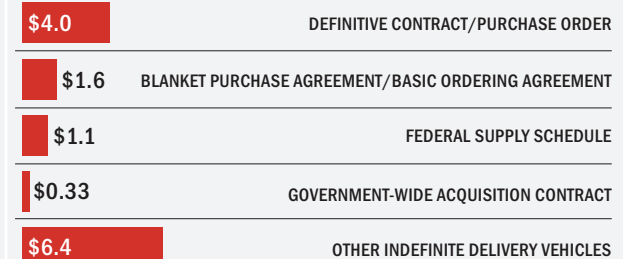 $4.0 DEFINITIVE CONTRACT/PURCHASE ORDER
$1.6 BLANKET PURCHASE AGREEMENT/BASIC ORDERING AGREEMENT
$1.1 FEDERAL SUPPLY SCHEDULE
$0.33 GOVERNMENT-WIDE ACQUISITION CONTRACT
$6.4 OTHER INDEFINITE DELIVERY VEHICLES